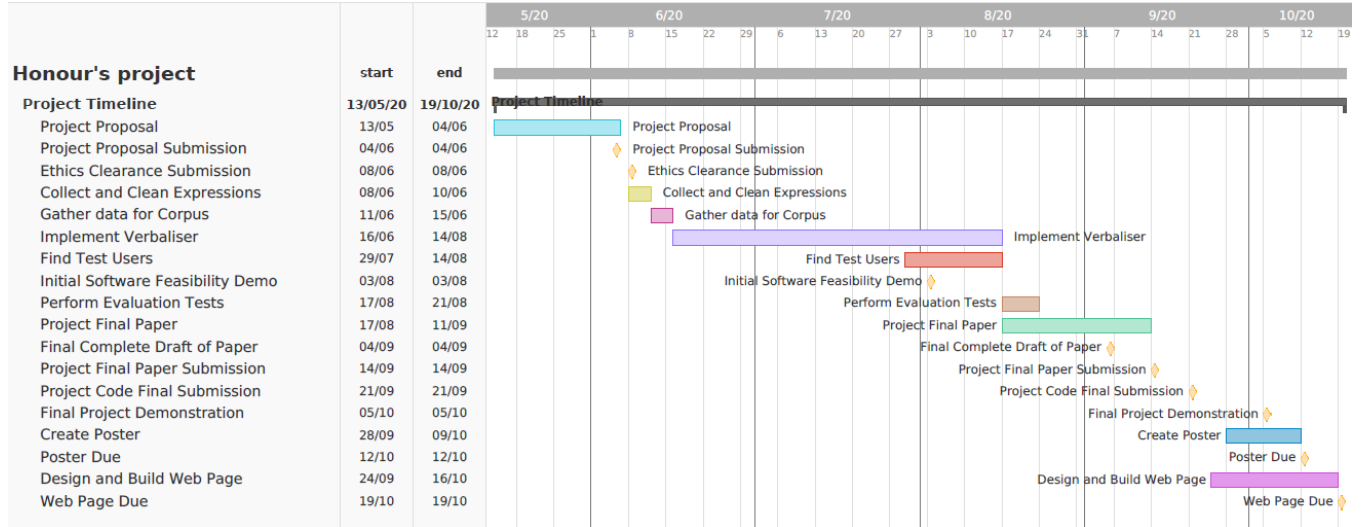 5/20 6/20 7/20 8/20 9/20 10/20
12 18 25 1 8 15 22 29 6 13 20 27 3 10 17 24 31 7 14 21 28 5 12 19
Honour's project start end
Project Timeline 13/05/20 19/10/20 Project Timeline
Project Proposal 13/05 04/06 Project Proposal
Project Proposal Submission 04/06 04/06 Project Proposal Submission
Ethics Clearance Submission 08/06 08/06 Ethics Clearance Submission
Collect and Clean Expressions 08/06 10/06 Collect and Clean Expressions
Gather data for Corpus 11/06 15/06 Gather data for Corpus
Implement Verbaliser 16/06 14/08 Implement Verbaliser
Find Test Users 29/07 14/08 Find Test Users
Initial Software Feasibility Demo 03/08 03/08 Initial Software Feasibility Demo
Perform Evaluation Tests 17/08 21/08 Perform Evaluation Tests
Project Final Paper 17/08 11/09 Project Final Paper
Final Complete Draft of Paper 04/09 04/09 Final Complete Draft of Paper
Project Final Paper Submission 14/09 14/09 Project Final Paper Submission
Project Code Final Submission 21/09 21/09 Project Code Final Submission
Final Project Demonstration 05/10 05/10 Final Project Demonstration
Create Poster 28/09 09/10 Create Poster
Poster Due 12/10 12/10 Poster Due
Design and Build Web Page 24/09 16/10 Design and Build Web Page
Web Page Due 19/10 19/10 Web Page Due